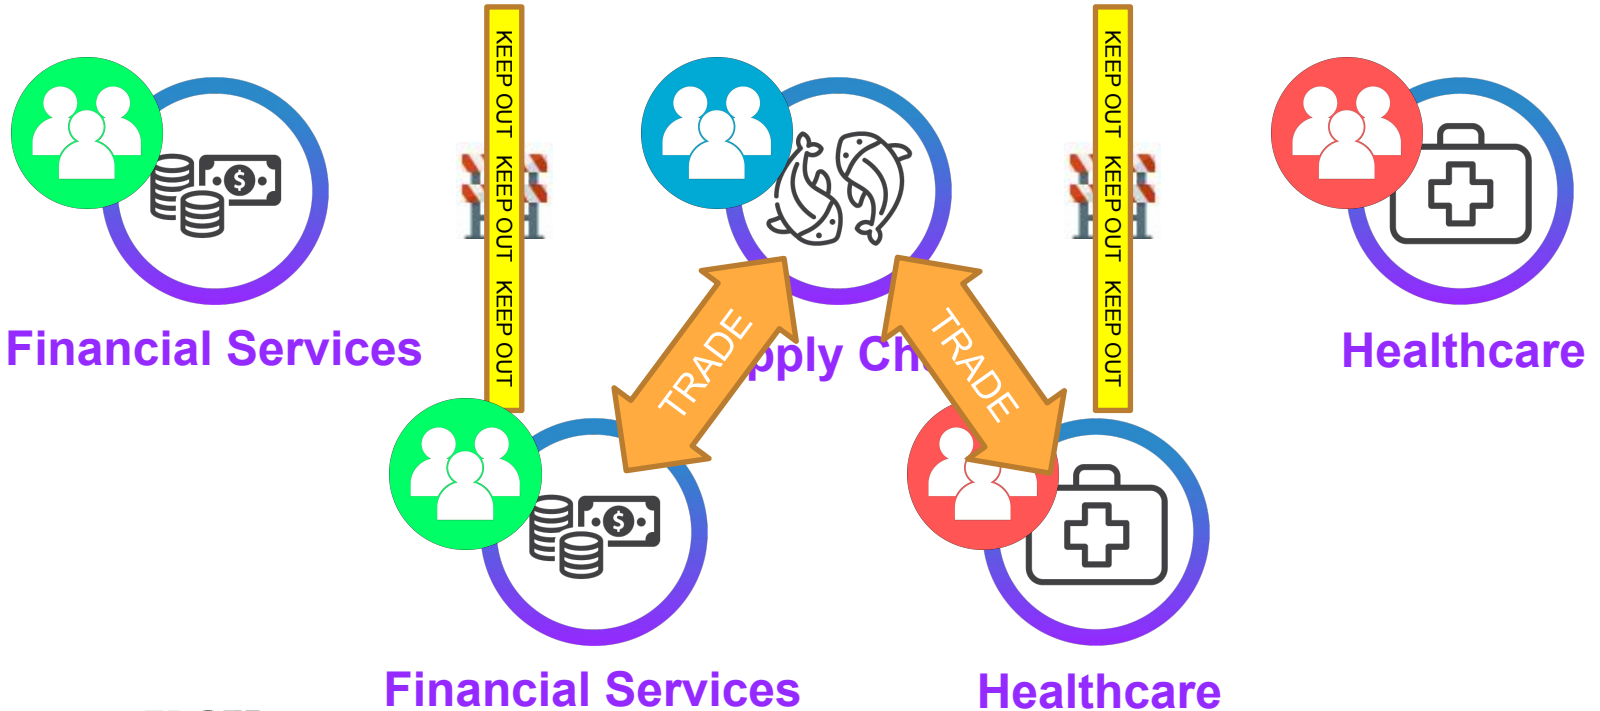 KEEP OUT KEEP OUT KEEP OUT
KEEP OUT KEEP OUT KEEP OUT
Financial Services
pply Ch
Healthcare
TRADE
TRADE
Financial Services
Healthcare